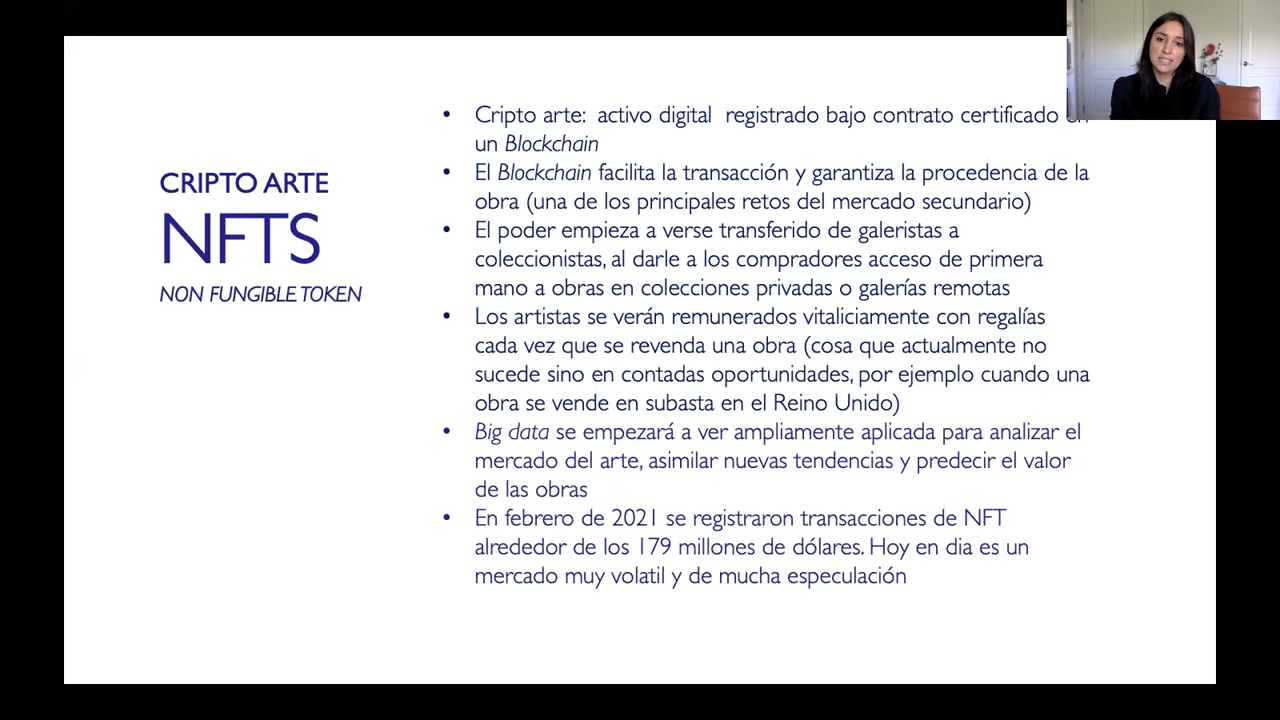 CRIPTO ARTE
NFTS
NON FUNGIBLE TOKEN
• Cripto arte: activo digital registrado bajo contrato certificado en
un Blockchain
• El Blockchain facilita la transacción y garantiza la procedencia de la
obra (una de los principales retos del mercado secundario)
• El poder empieza a verse transferido de galeristas a
coleccionistas, al darle a los compradores acceso de primera
mano a obras en colecciones privadas o galerías remotas
• Los artistas se verán remunerados vitaliciamente con regalías
cada vez que se revenda una obra (cosa que actualmente no
sucede sino en contadas oportunidades, por ejemplo cuando una
obra se vende en subasta en el Reino Unido)
• Big data se empezará a ver ampliamente aplicada para analizar el
mercado del arte, asimilar nuevas tendencias y predecir el valor
de las obras
• En febrero de 2021 se registraron transacciones de NFT
alrededor de los 179 millones de dólares. Hoy en dia es un
mercado muy volatil y de mucha especulación